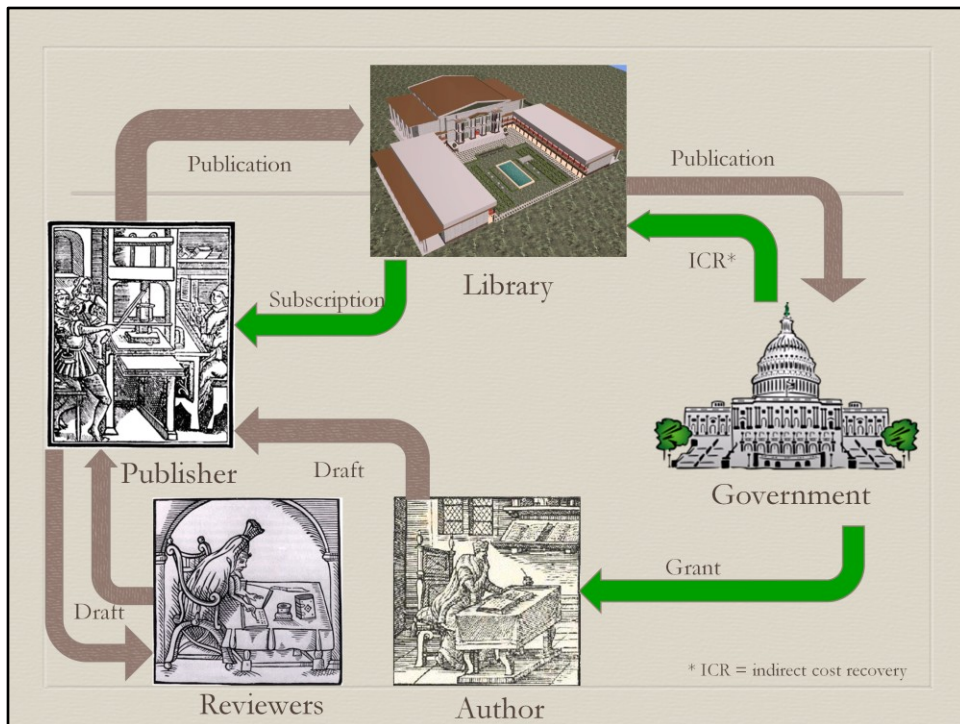 Publication
Publication
ICR*
Library
Subscription
Publisher
Draft
Government
Grant
Draft
* ICR = indirect cost recovery
Reviewers
Author